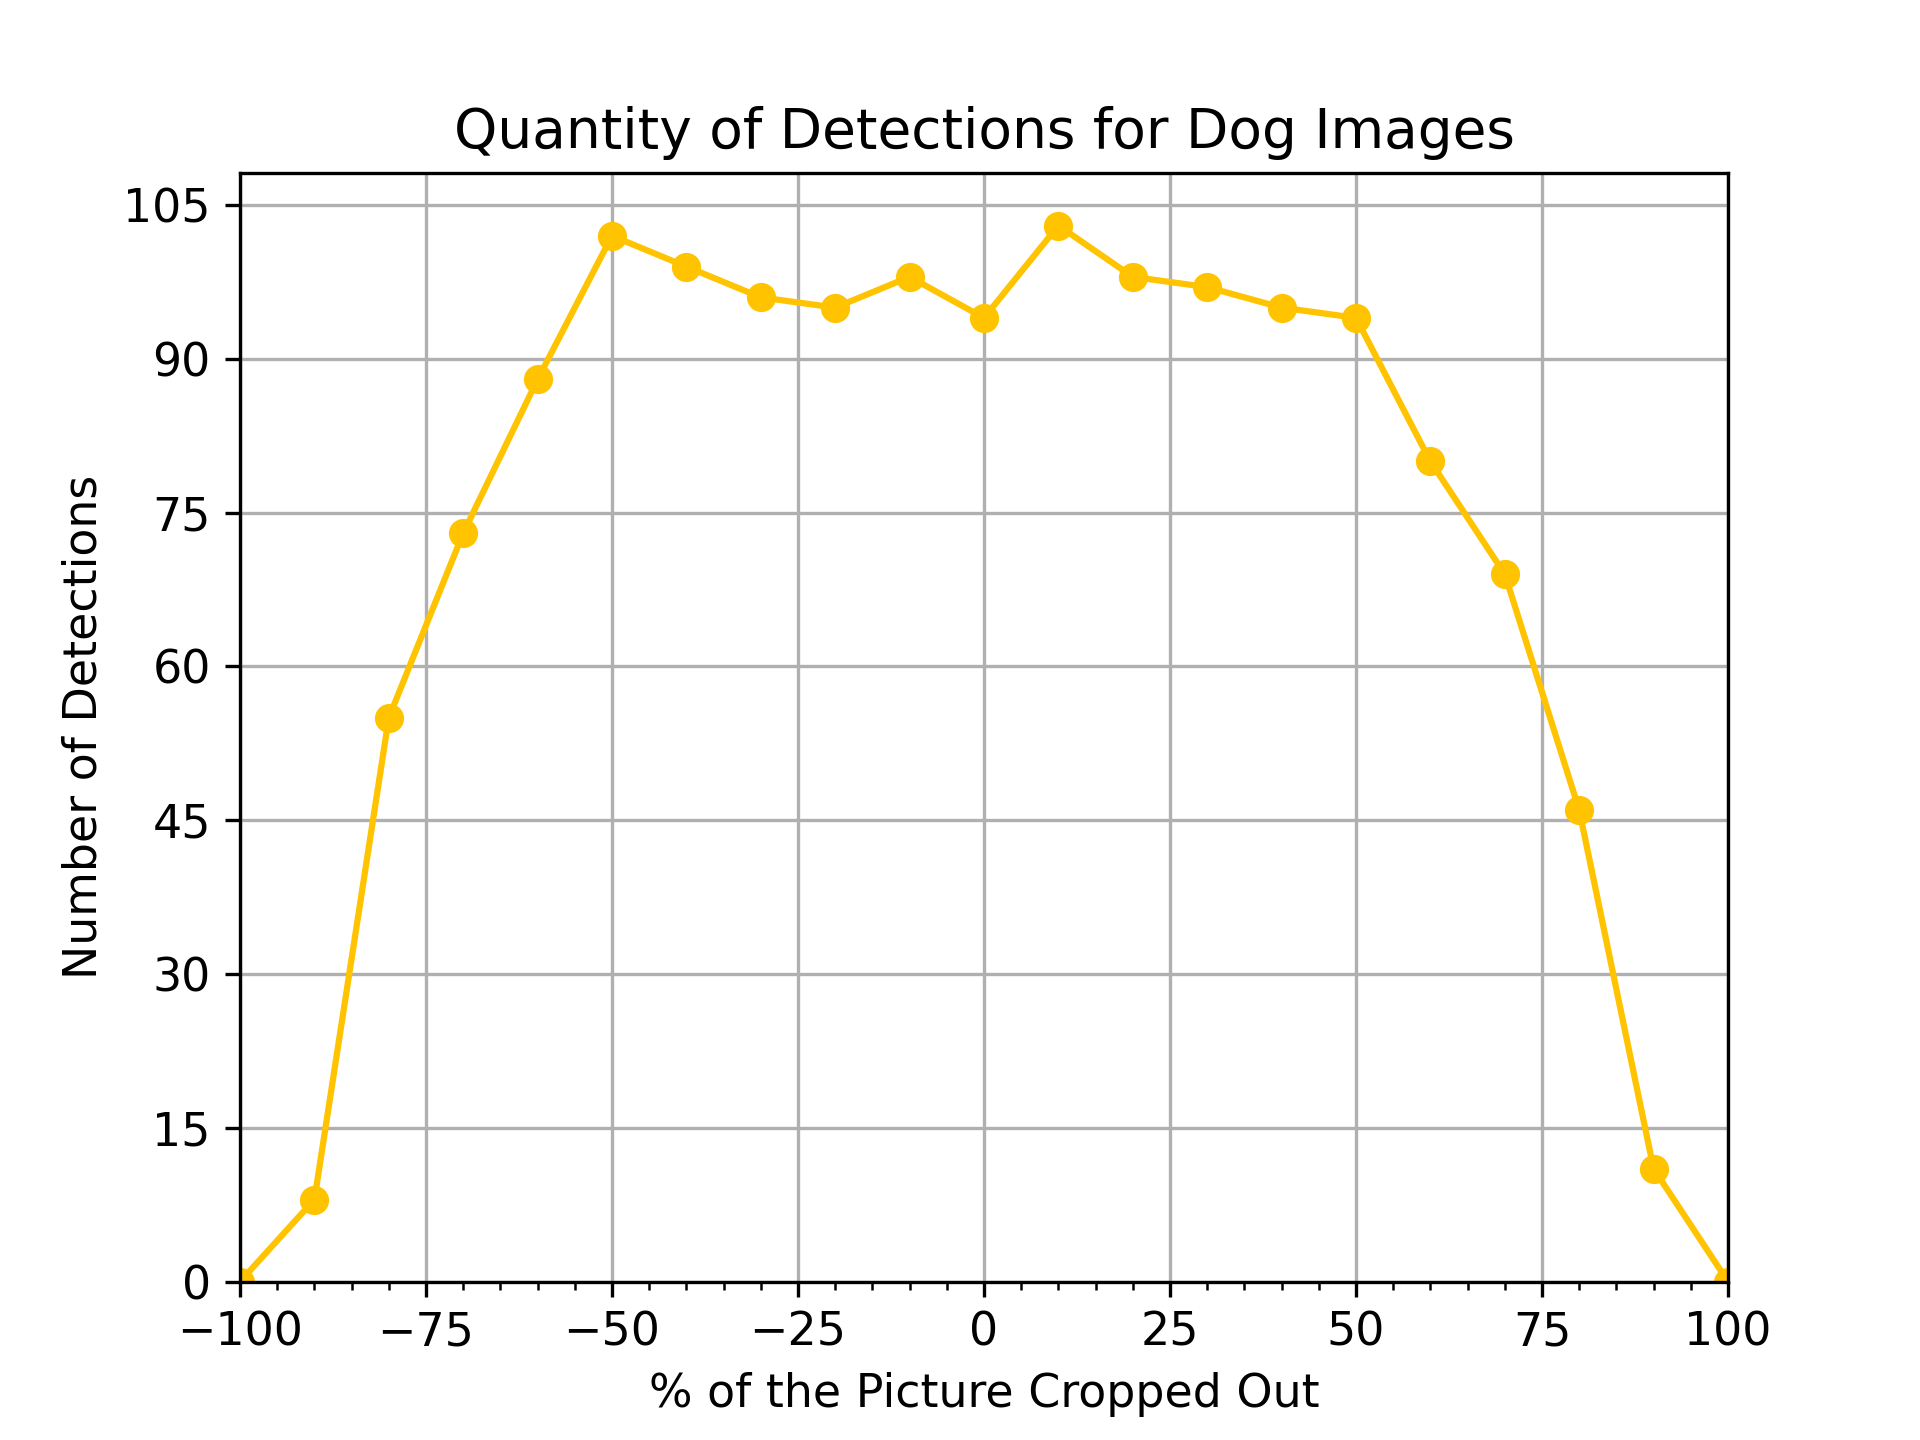 Quantity of Detections for Dog Images
105
90
75
60
45
30
15
0
Number of Detections
−100 −75 −50 −25 0 25 50 75 100
% of the Picture Cropped Out